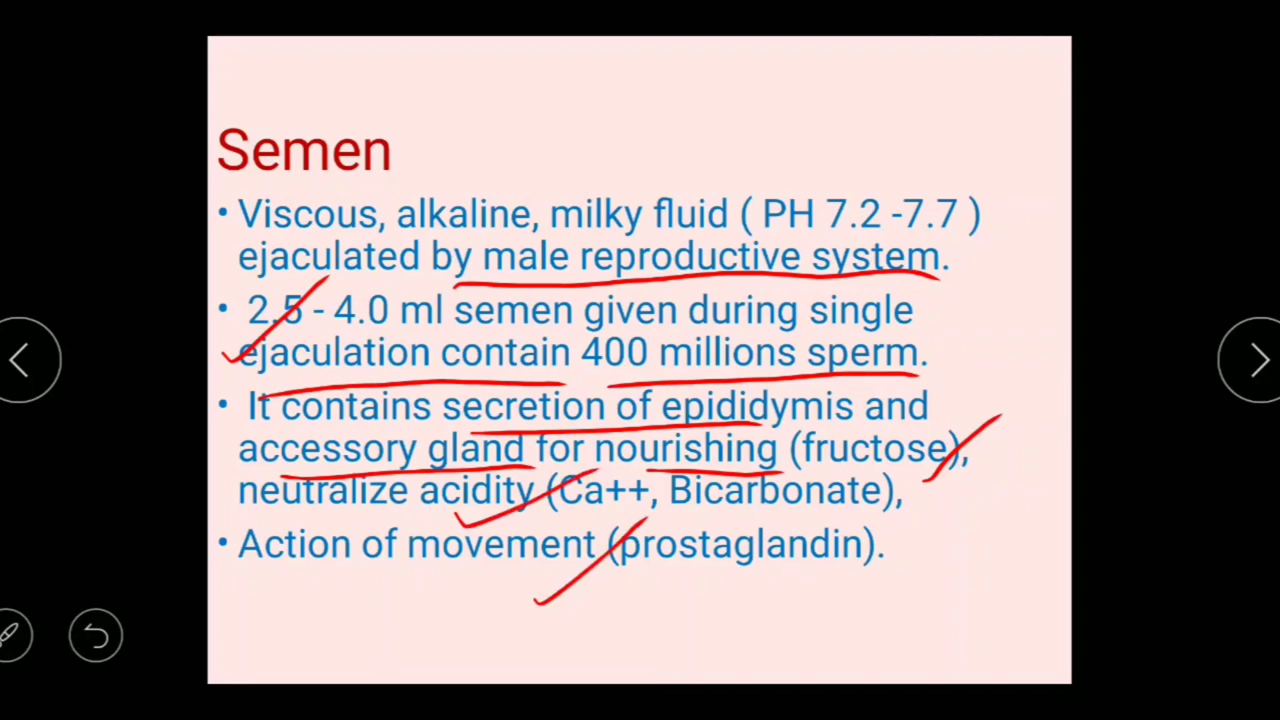 Semen
• Viscous, alkaline, milky fluid ( PH 7.2 -7.7 )
ejaculated by male reproductive system.
• 2.5 - 4.0 ml semen given during single
ejaculation contain 400 millions sperm.
• It contains secretion of epididymis and
accessory gland for nourishing (fructose),
neutralize acidity (Ca++, Bicarbonate),
• Action of movement (prostaglandin).